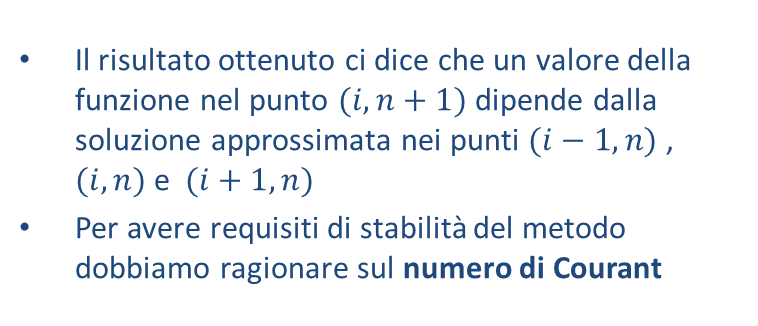 • Il risultato ottenuto ci dice che un valore della
funzione nel punto (i, n + 1) dipende dalla
soluzione approssimata nei punti (i − 1, n) ,
(i, n) e (i + 1, n)
• Per avere requisiti di stabilità del metodo
dobbiamo ragionare sul numero di Courant